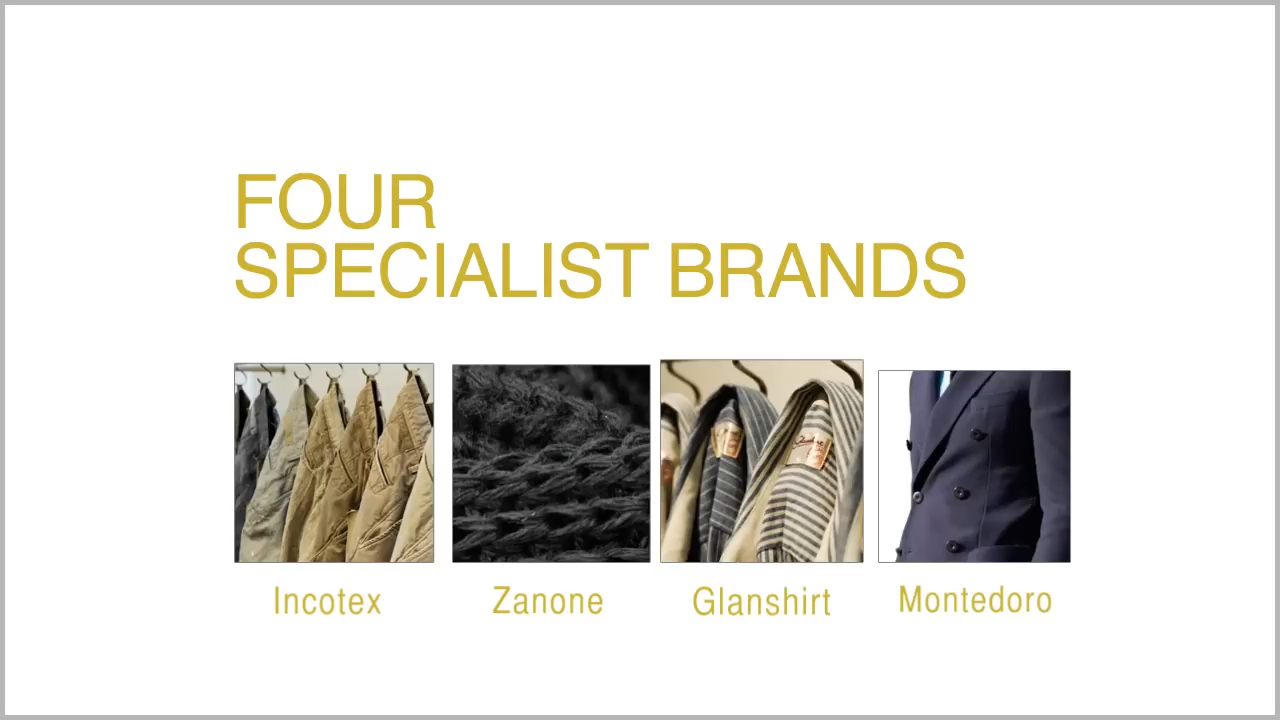 FOUR
SPECIALIST BRANDS
Incotex
Zanone
Glanshirt
Montedoro